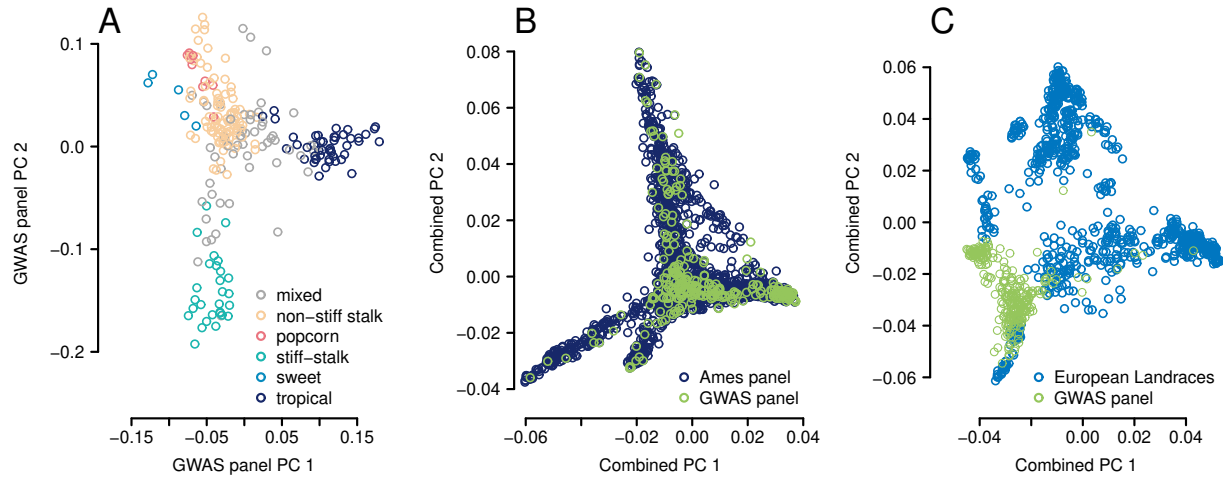 A
GWAS panel PC 2
0.1
0.0
−0.1
−0.2
mixed
non−stiff stalk
popcorn
stiff−stalk
sweet
tropical
−0.15
−0.05
0.05
0.15
GWAS panel PC 1
B
Combined PC 2
0.08
0.06
0.04
0.02
0.00
−0.02
−0.04
Ames panel
GWAS panel
−0.06
−0.02
0.00
0.02
0.04
Combined PC 1
C
Combined PC 2
0.06
0.04
0.02
0.00
−0.02
−0.04
−0.06
European Landraces
GWAS panel
−0.04
0.00
0.02
0.04
Combined PC 1